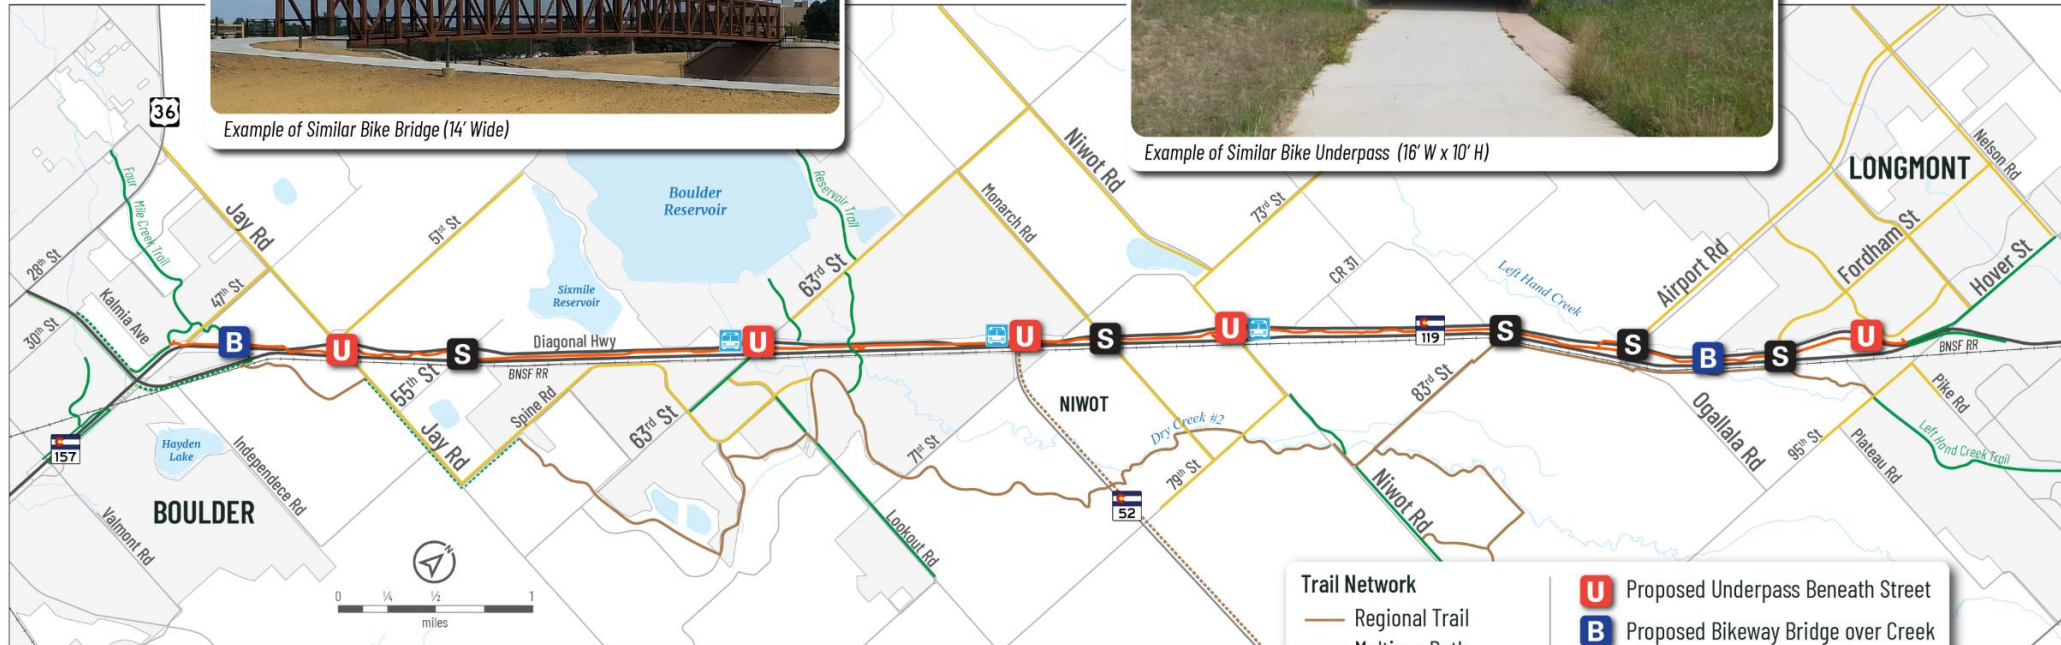 Example of Similar Bike Bridge (14' Wide)
Example of Similar Bike Underpass (16' W x 10' H)
36
28th St
30th St
Kalmia Ave
Four Mile Creek Trail
47th St
Jay Rd
51st St
Sixmile
Reservoir
Boulder
Reservoir
Reservoir Trail
63rd St
Monarch Rd
Niwot Rd
73rd St
CR 31
Left Hand Creek
Airport Rd
LONGMONT
Nelson Rd
Fordham St
Hover St
B
U
S
Diagonal Hwy
BNSF RR
U
U
S
U
119
S
S
B
S
U
BNSF RR
157
Hayden
Lake
BOULDER
Valmont Rd
Independece Rd
55th St
Jay Rd
Spine Rd
63rd St
Lookout Rd
71st St
NIWOT
Dry Creek #2
79th St
52
83rd St
Niwot Rd
Ogallala Rd
95th St
Plateau Rd
Pike Rd
Left Hand Creek Trail
N
0 ¼ ½ 1
miles
Trail Network
Regional Trail
U Proposed Underpass Beneath Street
B Proposed Bikeway Bridge over Creek